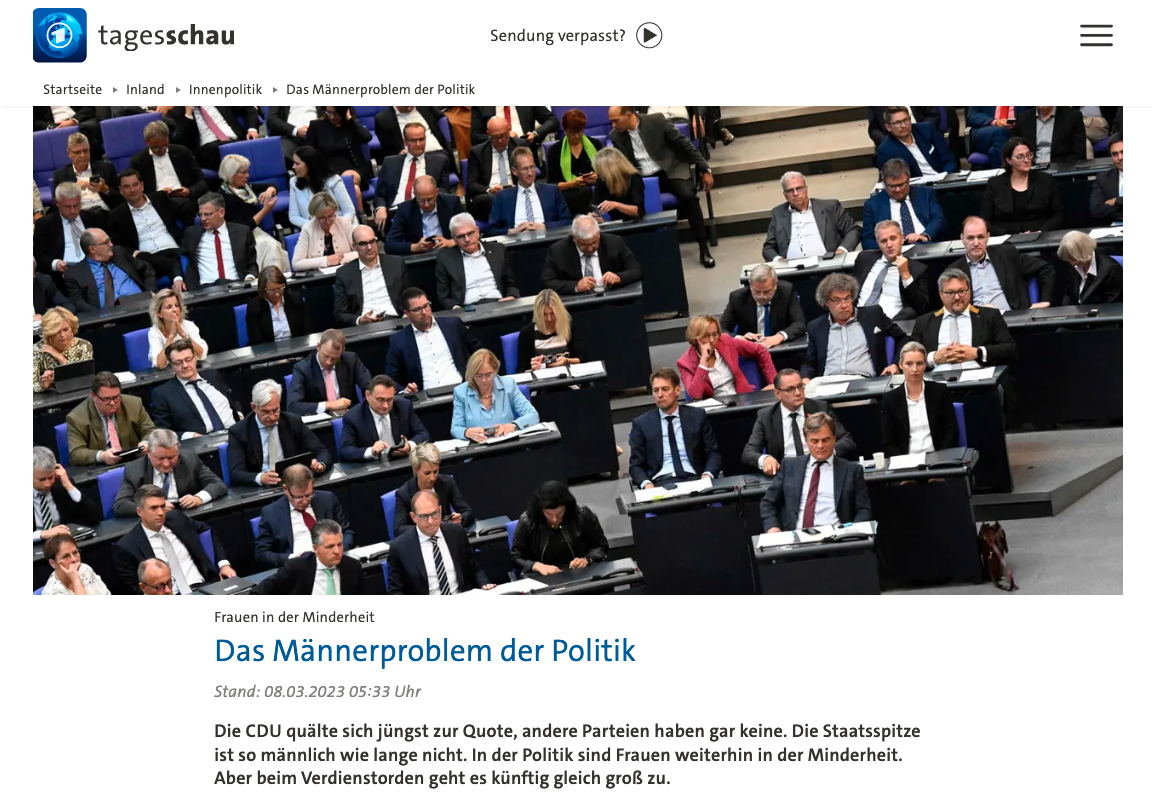 tagesschau
Sendung verpasst?
Startseite ▸ Inland ▸ Innenpolitik ▸ Das Männerproblem der Politik
Frauen in der Minderheit
Das Männerproblem der Politik
Stand: 08.03.2023 05:33 Uhr
Die CDU quälte sich jüngst zur Quote, andere Parteien haben gar keine. Die Staatsspitze
ist so männlich wie lange nicht. In der Politik sind Frauen weiterhin in der Minderheit.
Aber beim Verdienstorden geht es künftig gleich groß zu.